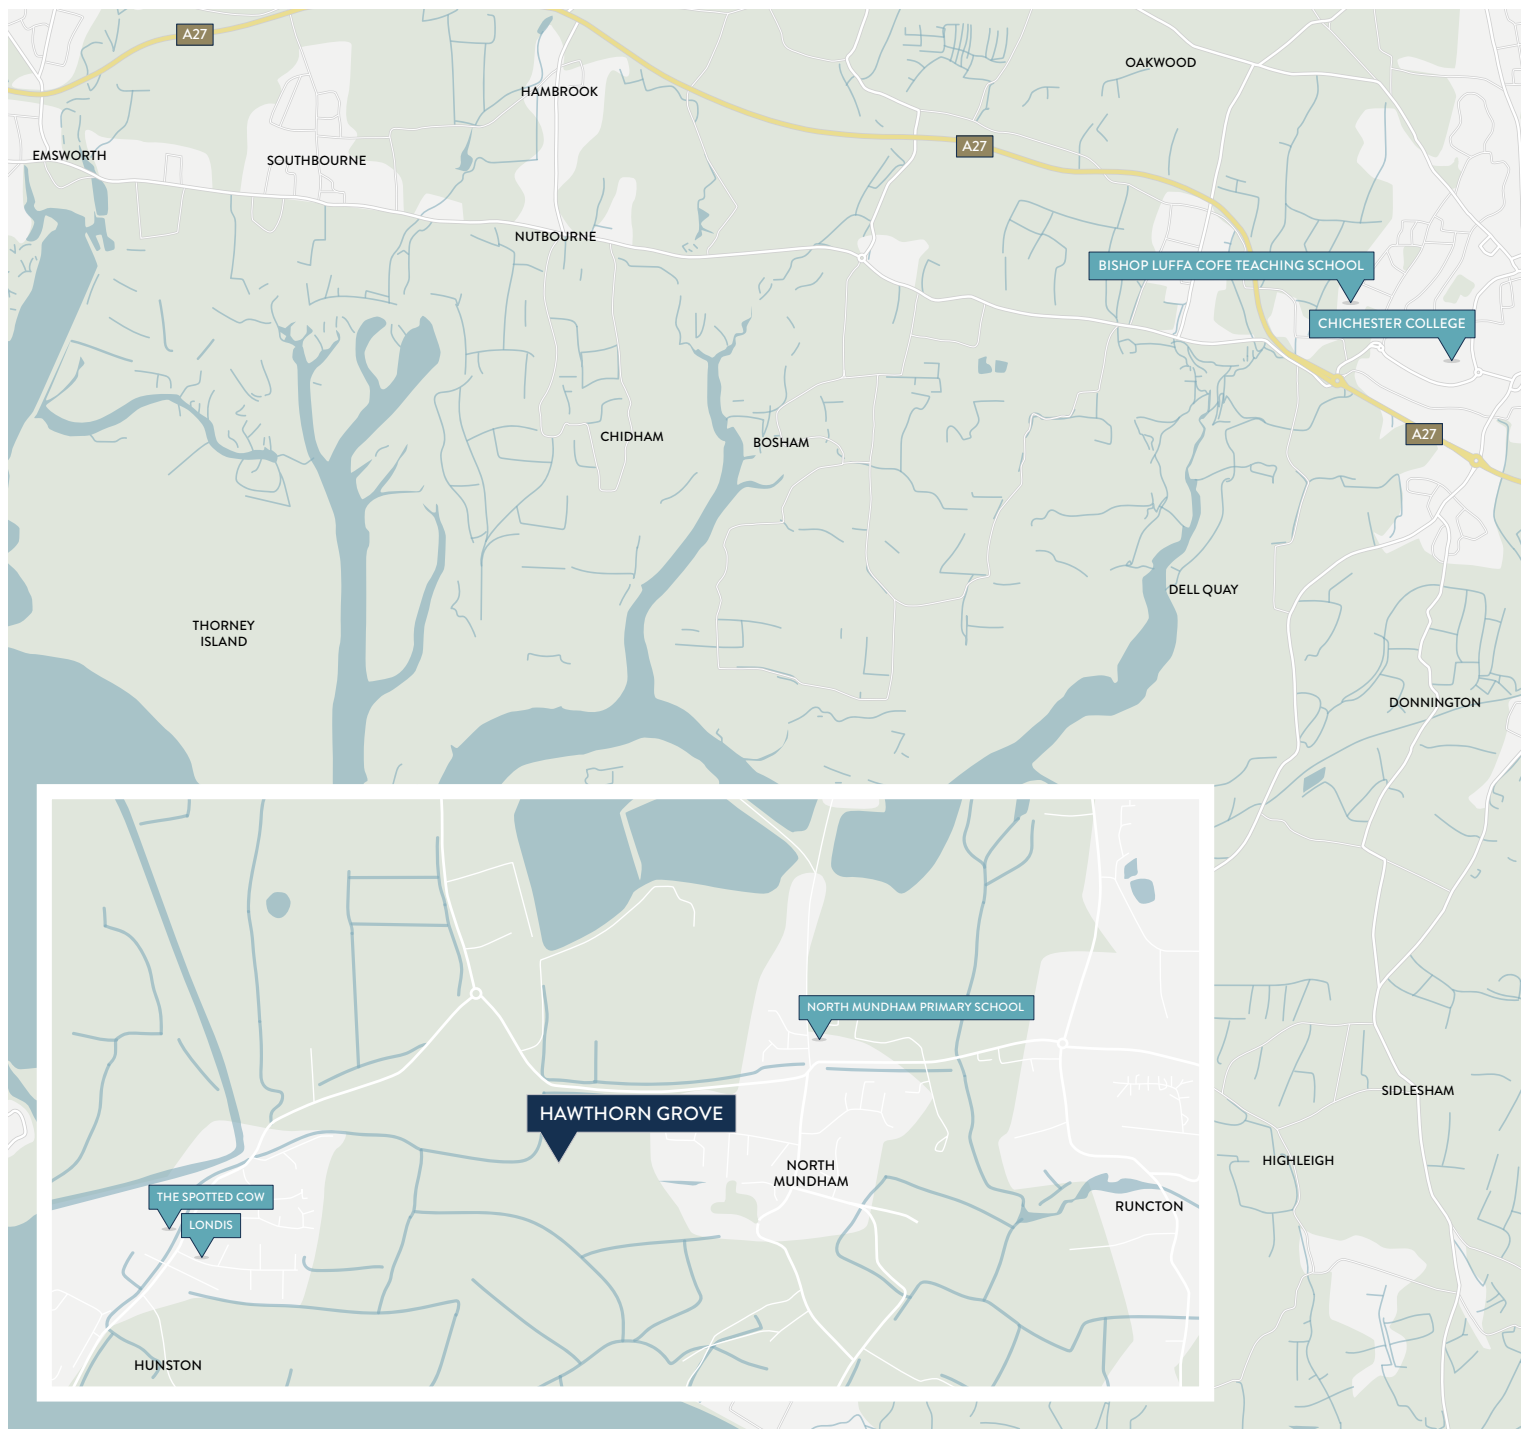 A27
OAKWOOD
HAMBROOK
A27
EMSWORTH
SOUTHBOURNE
NUTBOURNE
BISHOP LUFFA COFE TEACHING SCHOOL
CHICHESTER COLLEGE
A27
CHIDHAM
BOSHAM
DELL QUAY
THORNEY
ISLAND
DONNINGTON
NORTH MUNDHAM PRIMARY SCHOOL
SIDLESHAM
HAWTHORN GROVE
HIGHLEIGH
NORTH
MUNDHAM
THE SPOTTED COW
RUNCTON
LONDIS
HUNSTON